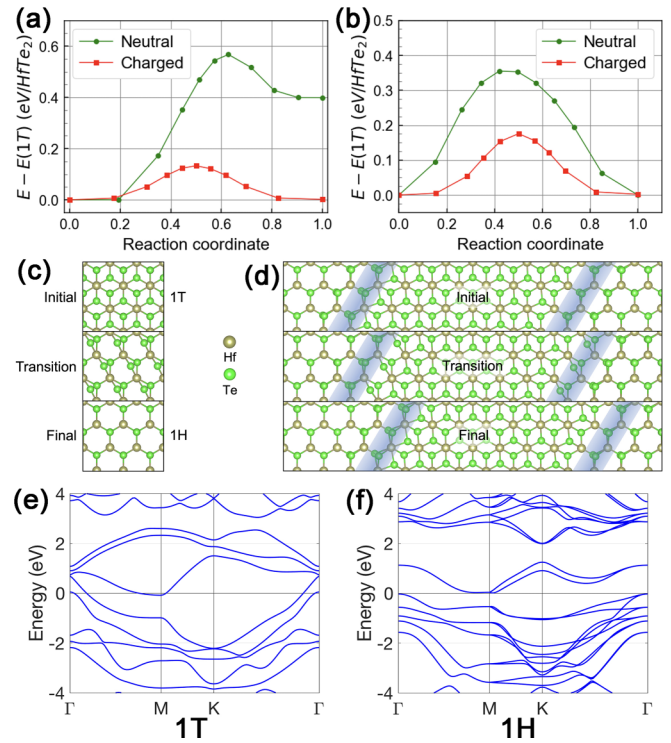 (a)
E − E(1T) (eV/HfTe2)
0.6
0.4
0.2
0.0
Neutral
Charged
0.0 0.2 0.4 0.6 0.8 1.0
Reaction coordinate
(b)
E − E(1T) (eV/HfTe2)
0.5
0.4
0.3
0.2
0.1
0.0
Neutral
Charged
0.0 0.2 0.4 0.6 0.8 1.0
Reaction coordinate
(c)
Initial 1T
Transition
Final 1H
Hf
Te
(d)
Initial
Transition
Final
(e)
Energy (eV)
4
2
0
-2
-4
Γ M K Γ
1T
(f)
Energy (eV)
4
2
0
-2
-4
Γ M K Γ
1H